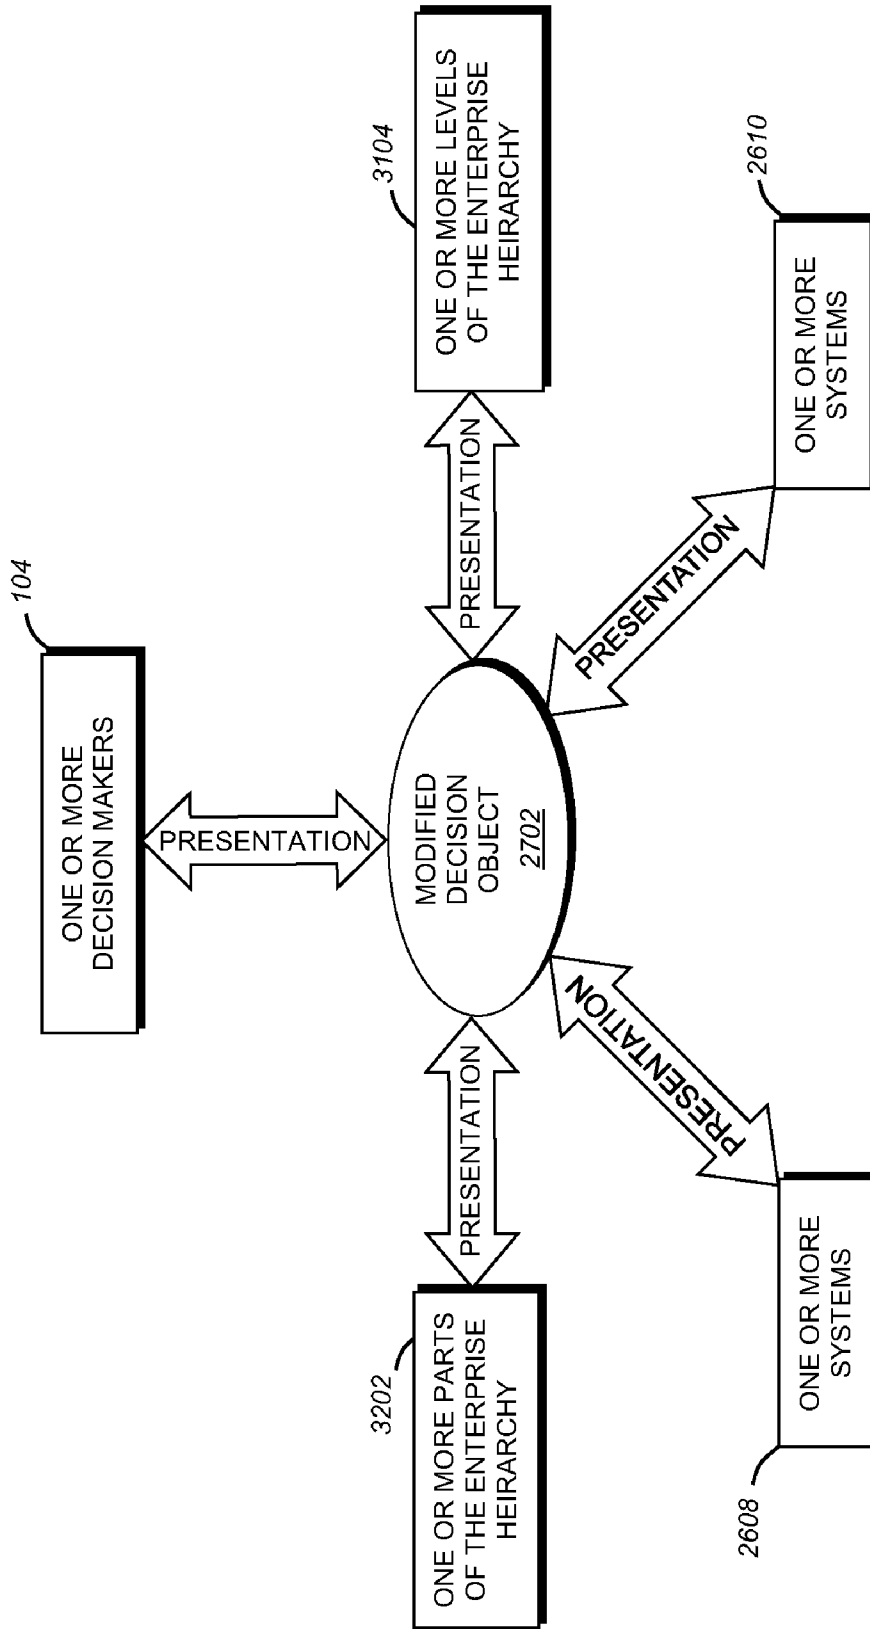 104
ONE OR MORE
DECISION MAKERS
PRESENTATION
3202
ONE OR MORE PARTS
OF THE ENTERPRISE
HEIRARCHY
PRESENTATION
MODIFIED
DECISION
OBJECT
2702
PRESENTATION
3104
ONE OR MORE LEVELS
OF THE ENTERPRISE
HEIRARCHY
PRESENTATION
PRESENTATION
2608
ONE OR MORE
SYSTEMS
2610
ONE OR MORE
SYSTEMS